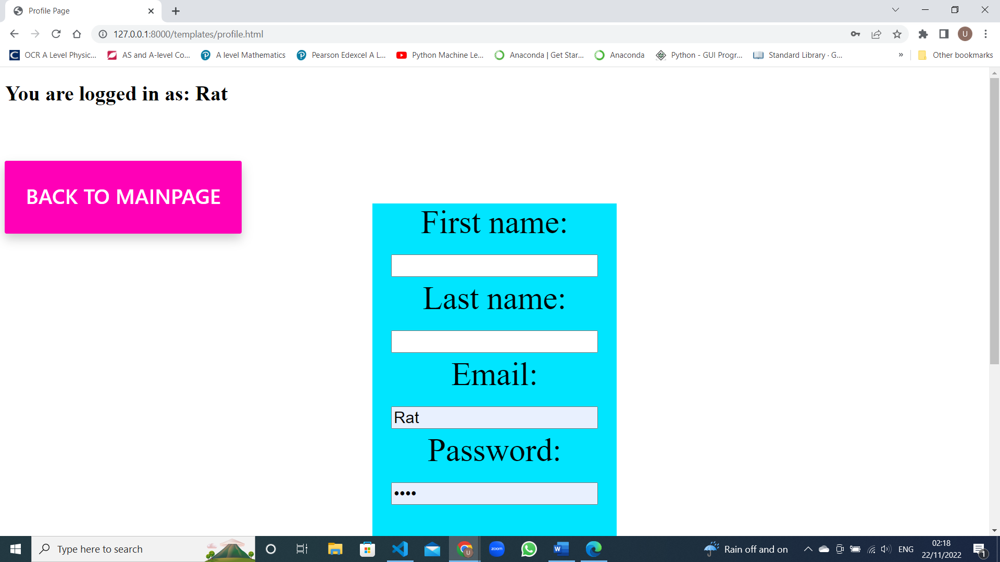 Profile Page
127.0.0.1:8000/templates/profile.html
U
OCR A Level Physic...
AS and A-level Co...
A level Mathematics
Pearson Edexcel A L...
Python Machine Le...
Anaconda | Get Star...
Anaconda
Python - GUI Progr...
Standard Library · G...
»
Other bookmarks
You are logged in as: Rat
BACK TO MAINPAGE
First name:
Last name:
Email:
Rat
Password:
••••
Type here to search
zoom
Rain off and on
ENG
02:18
22/11/2022
1